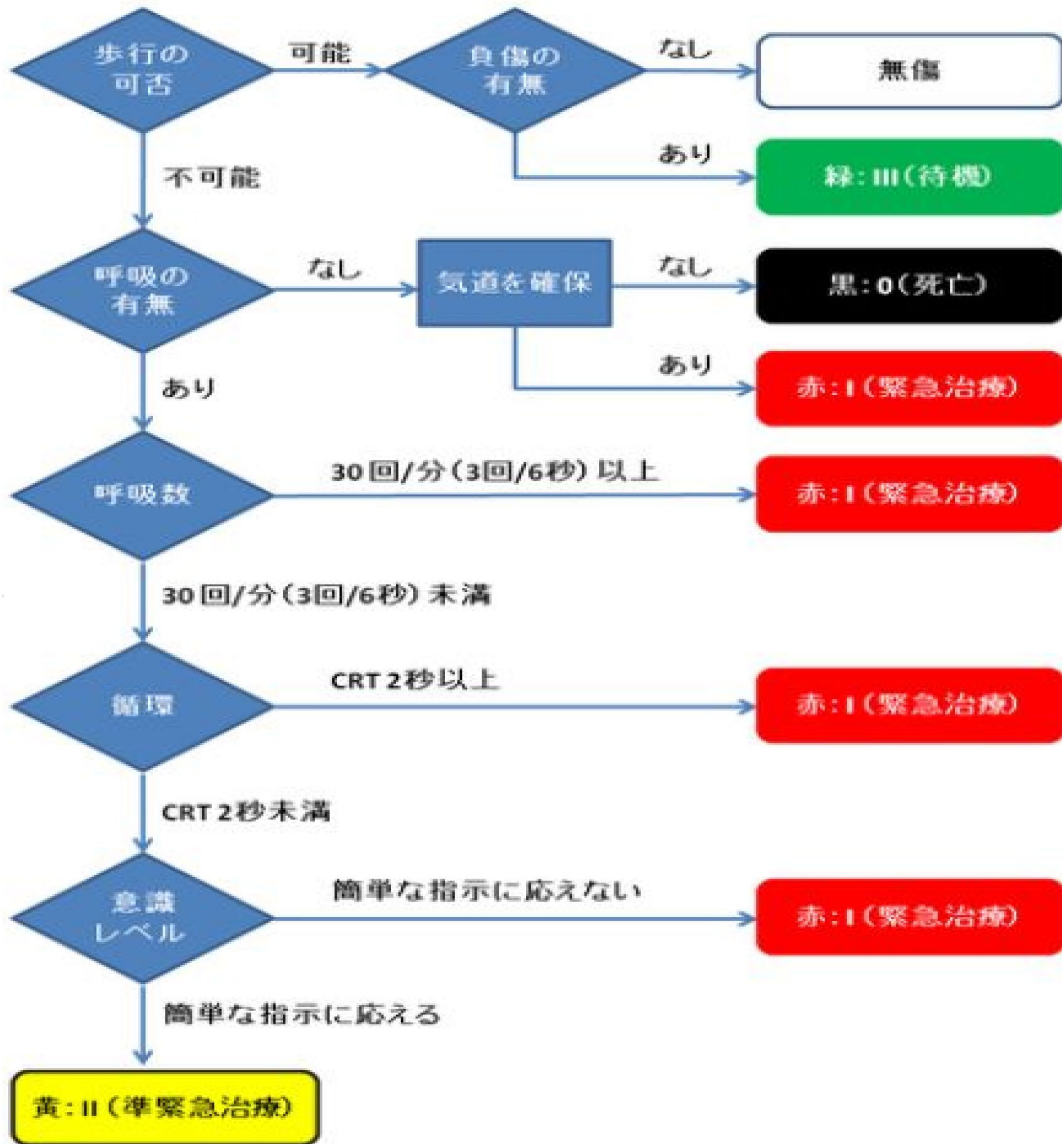 歩行の
可否
可能
負傷の
有無
なし
無傷
あり
緑:III(待機)
不可能
呼吸の
有無
なし
気道を確保
なし
黒:0(死亡)
あり
赤:I(緊急治療)
あり
呼吸数
30回/分(3回/6秒)以上
赤:I(緊急治療)
30回/分(3回/6秒)未満
循環
CRT 2秒以上
赤:I(緊急治療)
CRT 2秒未満
意識
レベル
簡単な指示に応えない
赤:I(緊急治療)
簡単な指示に応える
黄:II(準緊急治療)